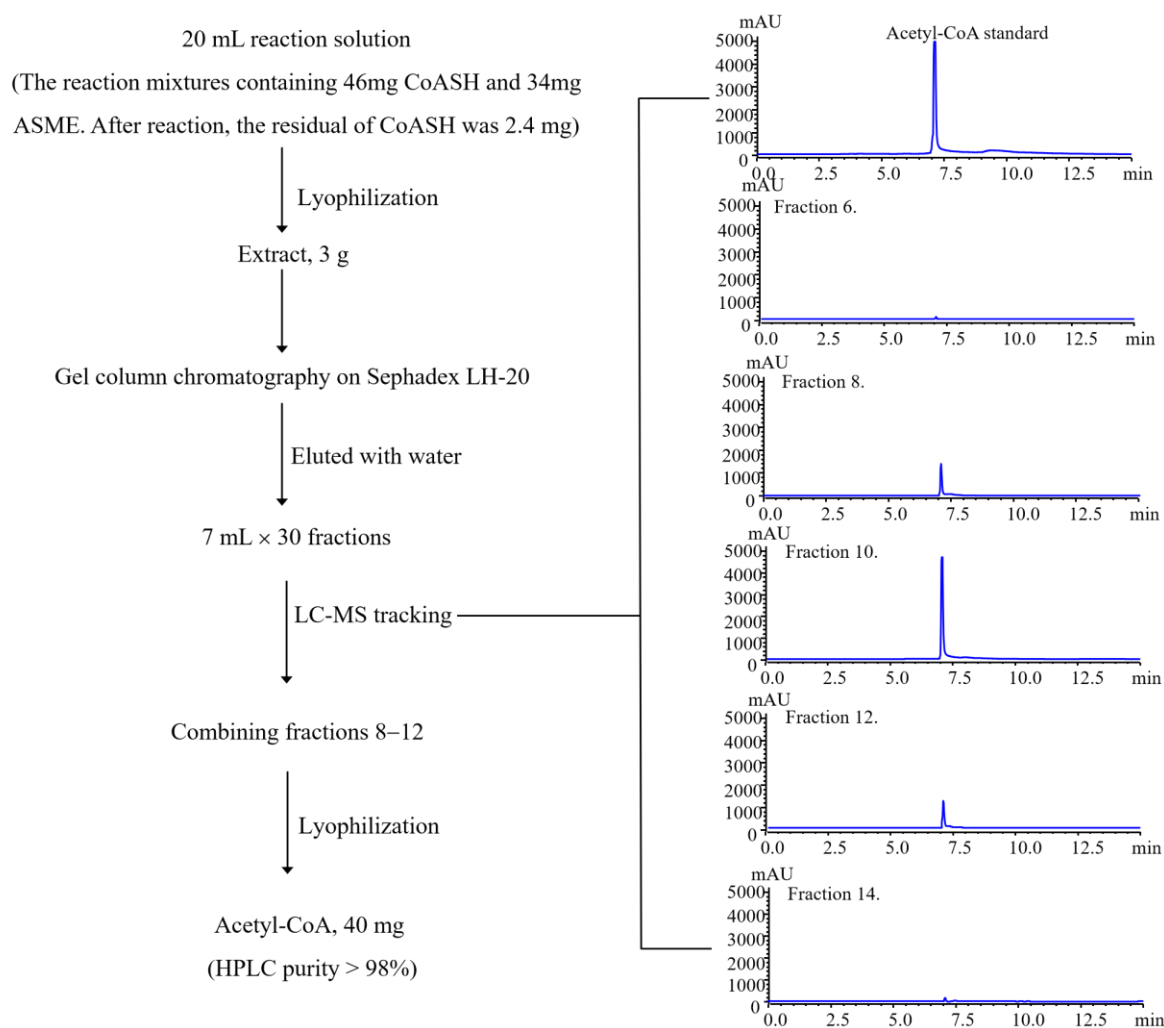 20 mL reaction solution
(The reaction mixtures containing 46mg CoASH and 34mg
ASME. After reaction, the residual of CoASH was 2.4 mg)
Lyophilization
Extract, 3 g
Gel column chromatography on Sephadex LH-20
Eluted with water
7 mL × 30 fractions
LC-MS tracking
Combining fractions 8–12
Lyophilization
Acetyl-CoA, 40 mg
(HPLC purity > 98%)
mAU
Acetyl-CoA standard
5000
4000
3000
2000
1000
0
0.0 2.5 5.0 7.5 10.0 12.5 min
mAU
Fraction 6.
5000
4000
3000
2000
1000
0
0.0 2.5 5.0 7.5 10.0 12.5 min
mAU
Fraction 8.
5000
4000
3000
2000
1000
0
0.0 2.5 5.0 7.5 10.0 12.5 min
mAU
Fraction 10.
5000
4000
3000
2000
1000
0
0.0 2.5 5.0 7.5 10.0 12.5 min
mAU
Fraction 12.
5000
4000
3000
2000
1000
0
0.0 2.5 5.0 7.5 10.0 12.5 min
mAU
Fraction 14.
5000
4000
3000
2000
1000
0
0.0 2.5 5.0 7.5 10.0 12.5 min